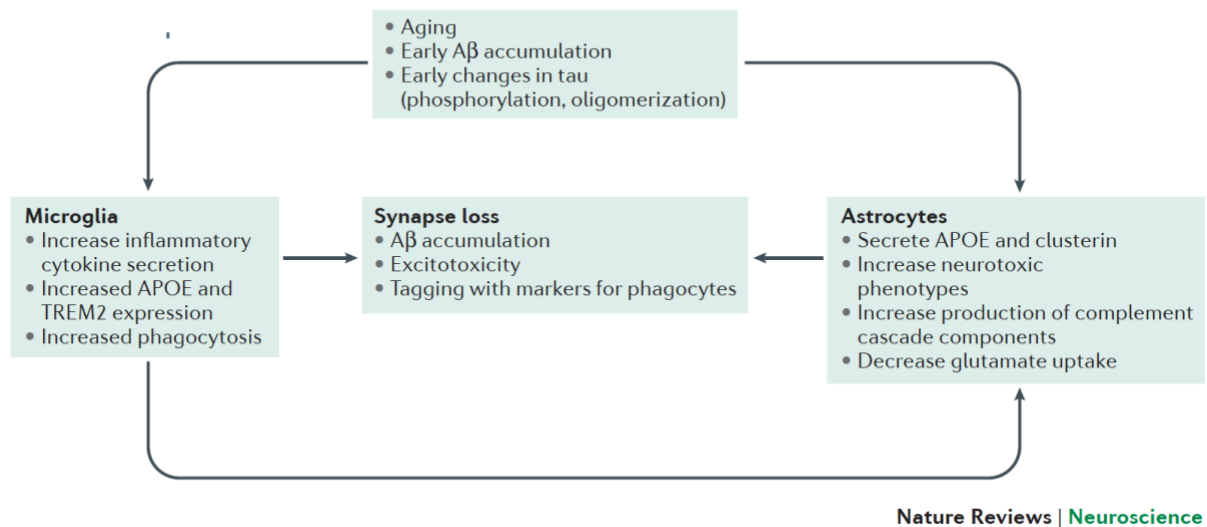 • Aging
• Early Aβ accumulation
• Early changes in tau
(phosphorylation, oligomerization)
Microglia
• Increase inflammatory
cytokine secretion
• Increased APOE and
TREM2 expression
• Increased phagocytosis
Synapse loss
• Aβ accumulation
• Excitotoxicity
• Tagging with markers for phagocytes
Astrocytes
• Secrete APOE and clusterin
• Increase neurotoxic
phenotypes
• Increase production of complement
cascade components
• Decrease glutamate uptake
Nature Reviews | Neuroscience